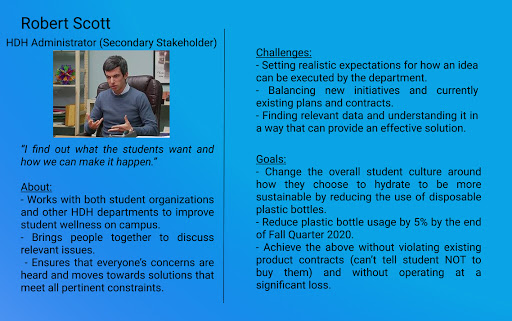 Robert Scott
HDH Administrator (Secondary Stakeholder)
"I find out what the students want and
how we can make it happen."
About:
- Works with both student organizations
and other HDH departments to improve
student wellness on campus.
- Brings people together to discuss
relevant issues.
- Ensures that everyone's concerns are
heard and moves towards solutions that
meet all pertinent constraints.
Challenges:
- Setting realistic expectations for how an idea
can be executed by the department.
- Balancing new initiatives and currently
existing plans and contracts.
- Finding relevant data and understanding it in
a way that can provide an effective solution.
Goals:
- Change the overall student culture around
how they choose to hydrate to be more
sustainable by reducing the use of disposable
plastic bottles.
- Reduce plastic bottle usage by 5% by the end
of Fall Quarter 2020.
- Achieve the above without violating existing
product contracts (can't tell student NOT to
buy them) and without operating at a
significant loss.